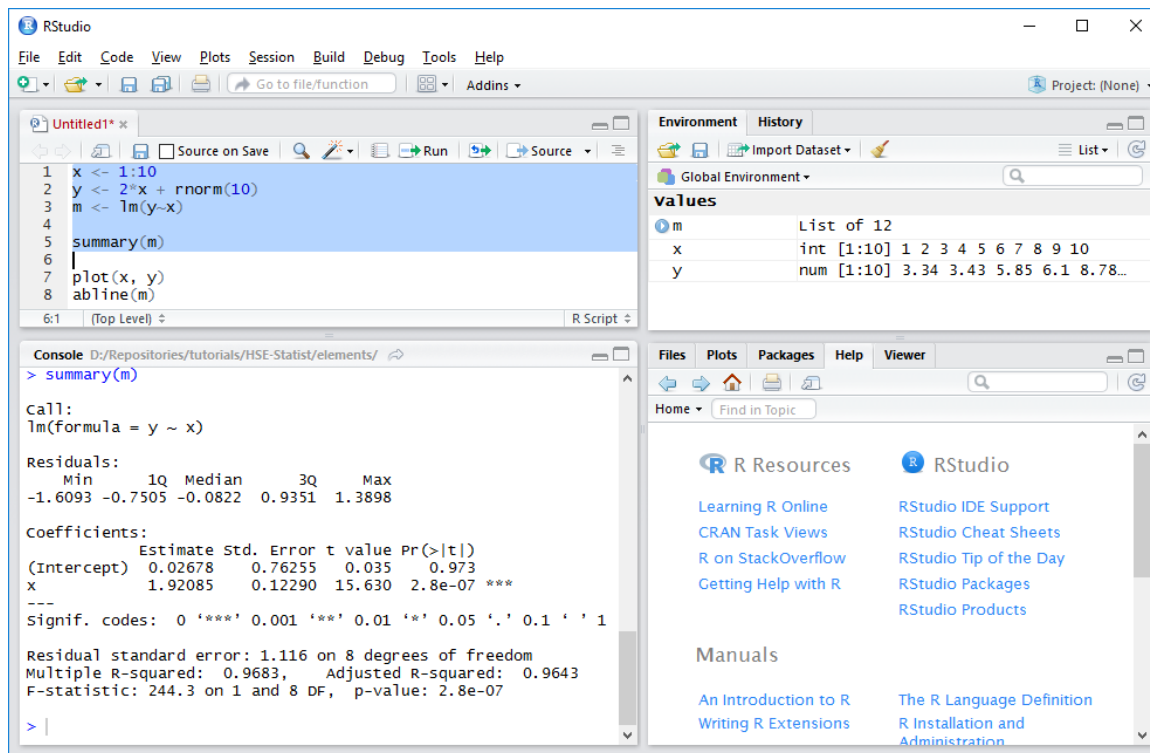 RStudio
File Edit Code View Plots Session Build Debug Tools Help
Go to file/function Addins Project: (None)
Untitled1*
Source on Save Run Source
1 x <- 1:10
2 y <- 2*x + rnorm(10)
3 m <- lm(y~x)
4
5 summary(m)
6
7 plot(x, y)
8 abline(m)
6:1 (Top Level) R Script
Console D:/Repositories/tutorials/HSE-Statist/elements/
> summary(m)
Call:
lm(formula = y ~ x)
Residuals:
Min 1Q Median 3Q Max
-1.6093 -0.7505 -0.0822 0.9351 1.3898
Coefficients:
Estimate Std. Error t value Pr(>|t|)
(Intercept) 0.02678 0.76255 0.035 0.973
x 1.92085 0.12290 15.630 2.8e-07 ***
---
Signif. codes: 0 ‘***’ 0.001 ‘**’ 0.01 ‘*’ 0.05 ‘.’ 0.1 ‘ ’ 1
Residual standard error: 1.116 on 8 degrees of freedom
Multiple R-squared: 0.9683, Adjusted R-squared: 0.9643
F-statistic: 244.3 on 1 and 8 DF, p-value: 2.8e-07
>
Environment History
Import Dataset List
Global Environment
Values
m List of 12
x int [1:10] 1 2 3 4 5 6 7 8 9 10
y num [1:10] 3.34 3.43 5.85 6.1 8.78…
Files Plots Packages Help Viewer
Home Find in Topic
R R Resources
Learning R Online
CRAN Task Views
R on StackOverflow
Getting Help with R
R RStudio
RStudio IDE Support
RStudio Cheat Sheets
RStudio Tip of the Day
RStudio Packages
RStudio Products
Manuals
An Introduction to R
Writing R Extensions
The R Language Definition
R Installation and
Administration